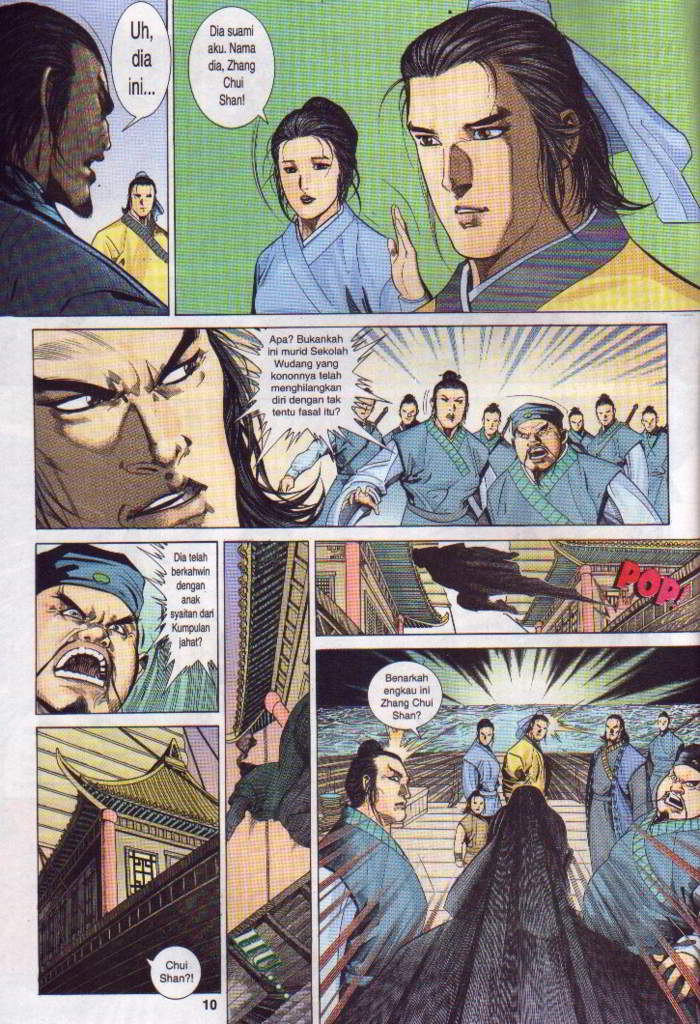 Uh,
dia
ini...
Dia suami
aku. Nama
dia, Zhang
Chui
Shan!
Apa? Bukankah
ini murid Sekolah
Wudang yang
kononnya telah
menghilangkan
diri dengan tak
tentu fasal itu?
Dia telah
berkahwin
dengan
anak
syaitan dari
Kumpulan
jahat?
POP!
Chui
Shan?!
HU...
Benarkah
engkau ini
Zhang Chui
Shan?
10